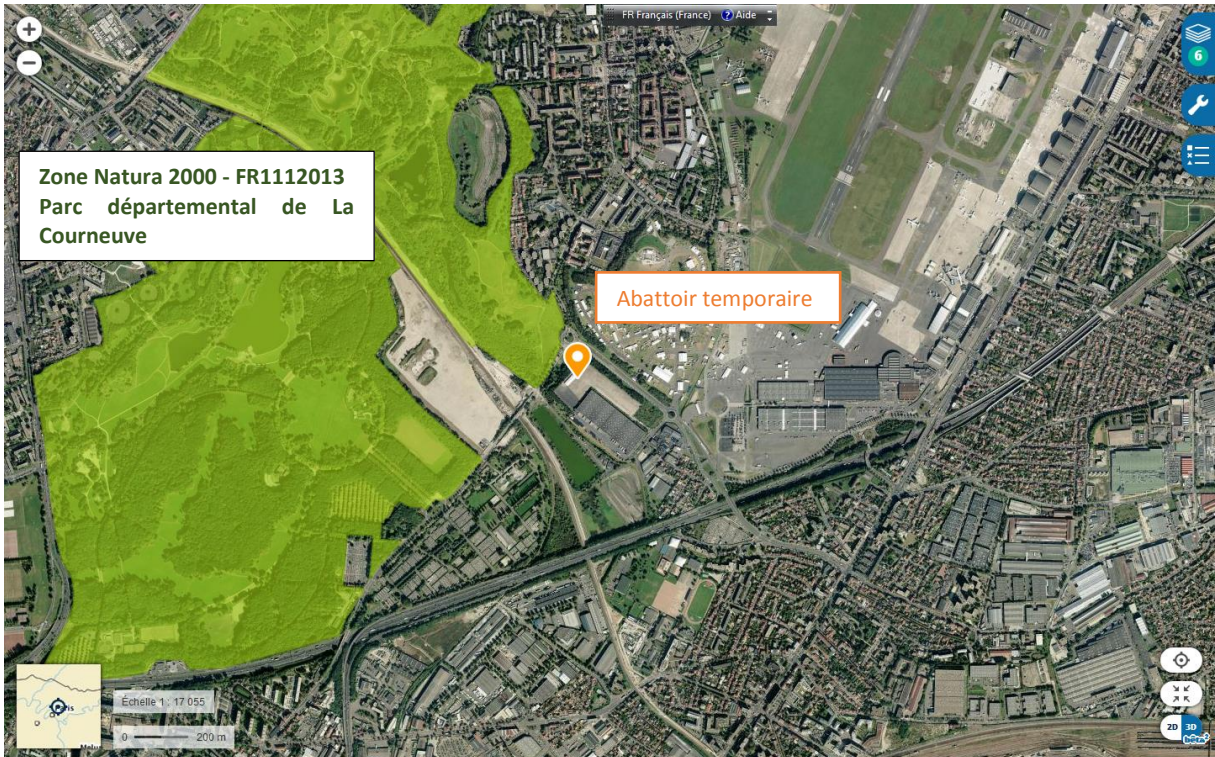 FR Français (France) ? Aide
6
Zone Natura 2000 - FR1112013
Parc départemental de La
Courneuve
Abattoir temporaire
Paris
Échelle 1 : 17 055
0 200 m
2D 3D
bêta